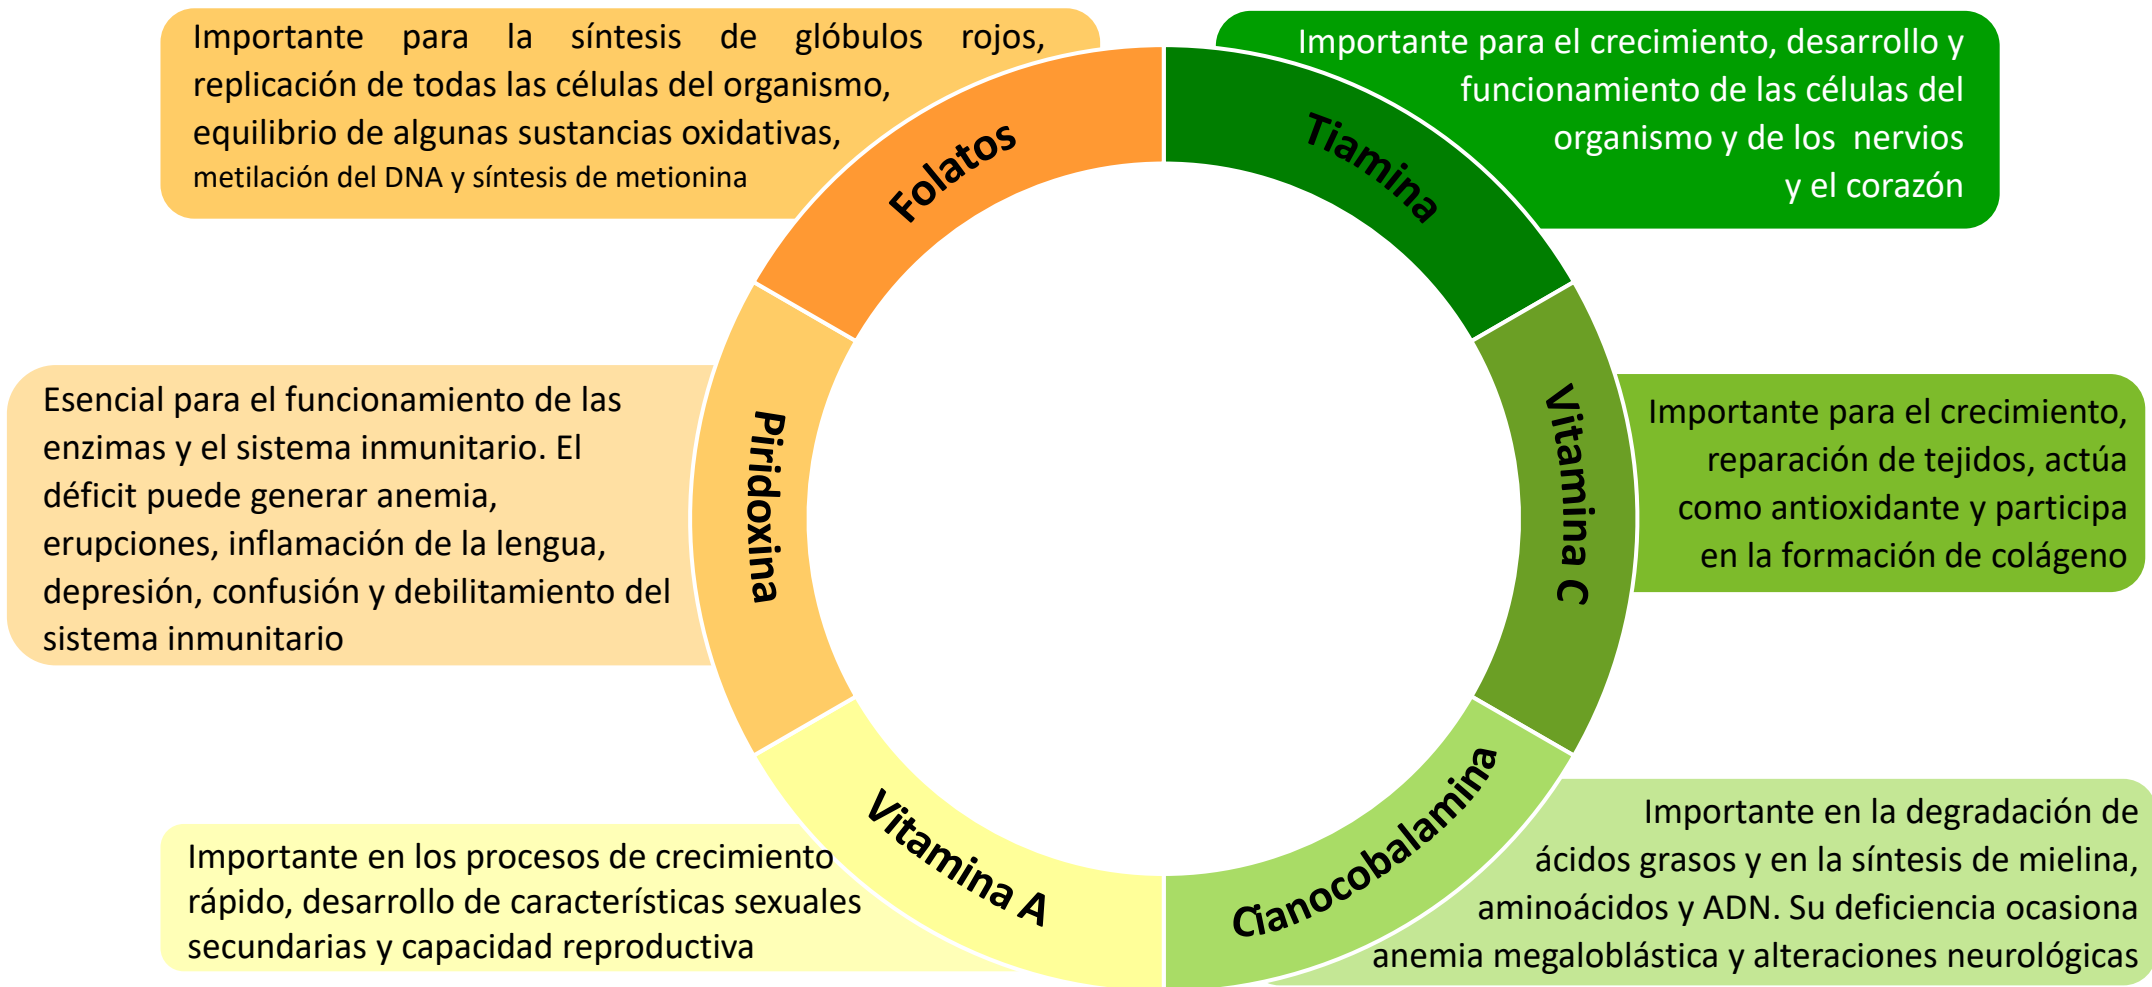 Importante para la síntesis de glóbulos rojos,
replicación de todas las células del organismo,
equilibrio de algunas sustancias oxidativas,
metilación del DNA y síntesis de metionina
Folatos
Importante para el crecimiento, desarrollo y
funcionamiento de las células del
organismo y de los nervios
y el corazón
Tiamina
Esencial para el funcionamiento de las
enzimas y el sistema inmunitario. El
déficit puede generar anemia,
erupciones, inflamación de la lengua,
depresión, confusión y debilitamiento del
sistema inmunitario
Piridoxina
Vitamina C
Importante para el crecimiento,
reparación de tejidos, actúa
como antioxidante y participa
en la formación de colágeno
Importante en los procesos de crecimiento
rápido, desarrollo de características sexuales
secundarias y capacidad reproductiva
Vitamina A
Cianocobalamina
Importante en la degradación de
ácidos grasos y en la síntesis de mielina,
aminoácidos y ADN. Su deficiencia ocasiona
anemia megaloblástica y alteraciones neurológicas